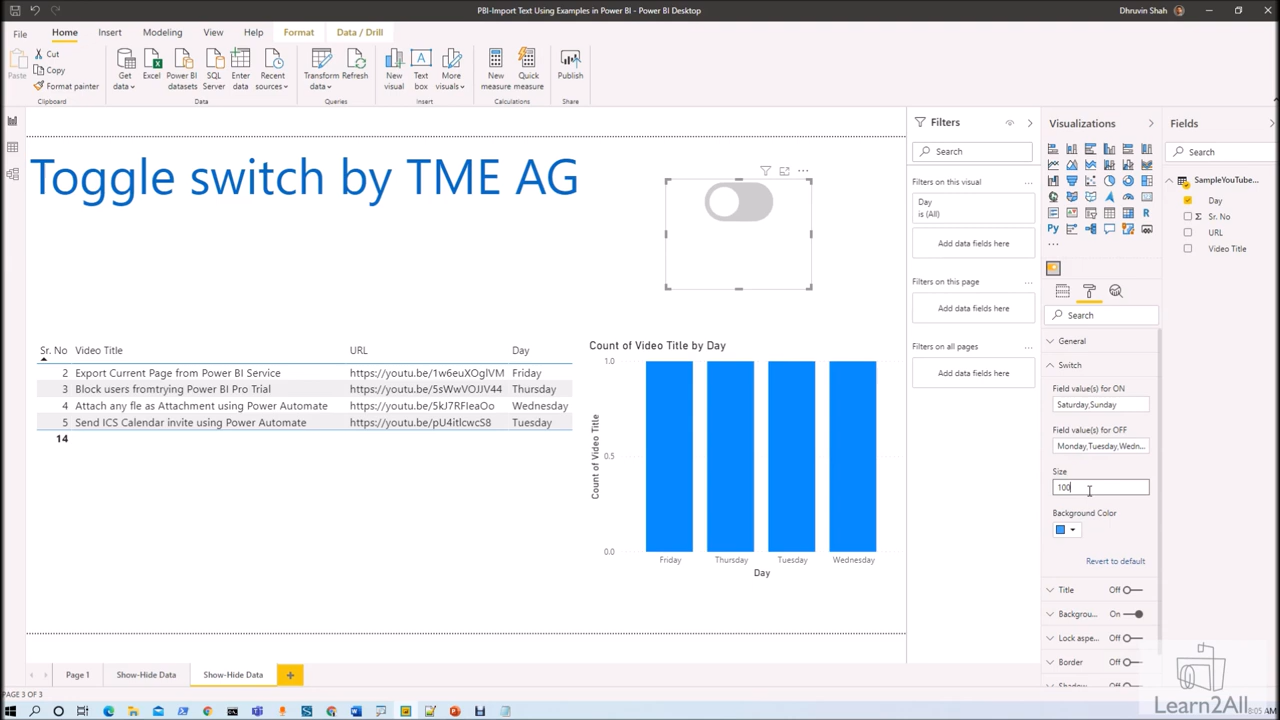 PBI-Import Text Using Examples in Power BI - Power BI Desktop
Dhruvin Shah
File
Home
Insert
Modeling
View
Help
Format
Data / Drill
Paste
Cut
Copy
Format painter
Get data
Excel
Power BI datasets
SQL Server
Enter data
Recent sources
Transform data
Refresh
New visual
Text box
More visuals
New measure
Quick measure
Publish
Clipboard
Data
Queries
Insert
Calculations
Share
Toggle switch by TME AG
Sr. No Video Title URL Day
2 Export Current Page from Power BI Service https://youtu.be/1w6euXOglVM Friday
3 Block users fromtrying Power BI Pro Trial https://youtu.be/5sWwVOJJV44 Thursday
4 Attach any fle as Attachment using Power Automate https://youtu.be/5kJ7RFIeaOo Wednesday
5 Send ICS Calendar invite using Power Automate https://youtu.be/pU4itlcwcS8 Tuesday
14
Count of Video Title by Day
Count of Video Title
1.0
0.5
0.0
Friday Thursday Tuesday Wednesday
Day
Filters
Search
Filters on this visual
Day
is (All)
Add data fields here
Filters on this page
Add data fields here
Filters on all pages
Add data fields here
Visualizations
Search
General
Switch
Field value(s) for ON
Saturday,Sunday
Field value(s) for OFF
Monday,Tuesday,Wedn...
Size
100
Background Color
Revert to default
Title Off
Backgrou... On
Lock aspe... Off
Border Off
Shadow Off
Fields
Search
SampleYouTube...
Day
Sr. No
URL
Video Title
Page 1
Show-Hide Data
Show-Hide Data
PAGE 3 OF 3
Learn2All
8:05 AM